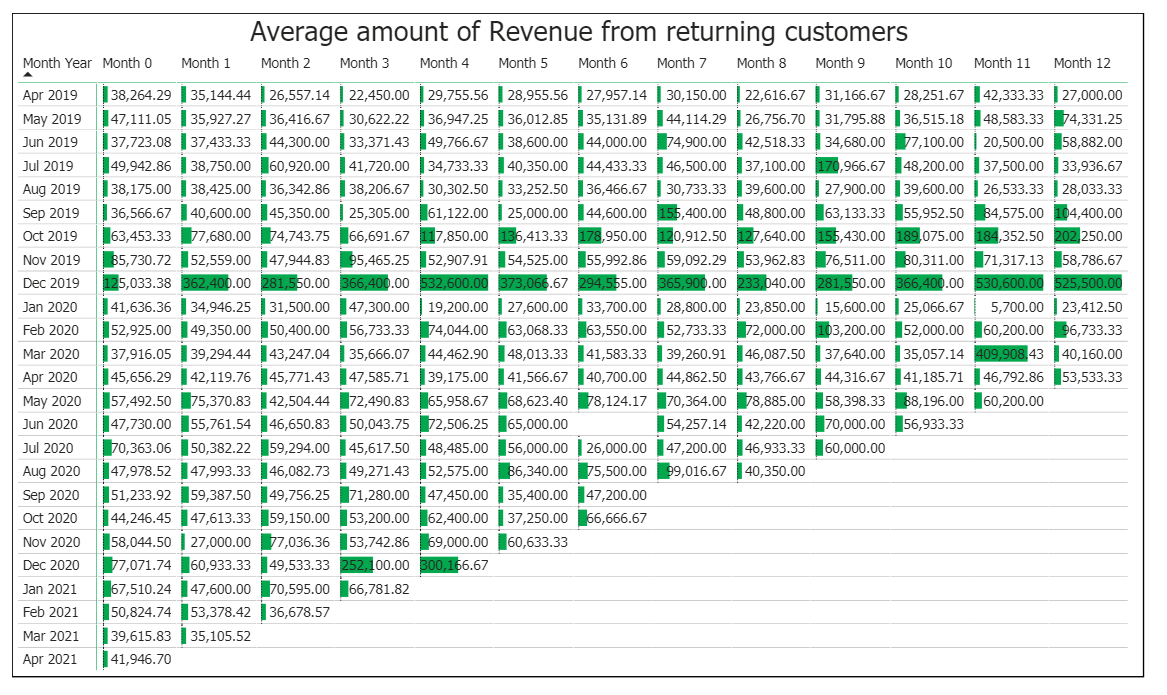 Average amount of Revenue from returning customers
Month Year Month 0 Month 1 Month 2 Month 3 Month 4 Month 5 Month 6 Month 7 Month 8 Month 9 Month 10 Month 11 Month 12
Apr 2019 38,264.29 35,144.44 26,557.14 22,450.00 29,755.56 28,955.56 27,957.14 30,150.00 22,616.67 31,166.67 28,251.67 42,333.33 27,000.00
May 2019 47,111.05 35,927.27 36,416.67 30,622.22 36,947.25 36,012.85 35,131.89 44,114.29 26,756.70 31,795.88 36,515.18 48,583.33 74,331.25
Jun 2019 37,723.08 37,433.33 44,300.00 33,371.43 49,766.67 38,600.00 44,000.00 74,900.00 42,518.33 34,680.00 77,100.00 20,500.00 58,882.00
Jul 2019 49,942.86 38,750.00 60,920.00 41,720.00 34,733.33 40,350.00 44,433.33 46,500.00 37,100.00 170,966.67 48,200.00 37,500.00 33,936.67
Aug 2019 38,175.00 38,425.00 36,342.86 38,206.67 30,302.50 33,252.50 36,466.67 30,733.33 39,600.00 27,900.00 39,600.00 26,533.33 28,033.33
Sep 2019 36,566.67 40,600.00 45,350.00 25,305.00 61,122.00 25,000.00 44,600.00 155,400.00 48,800.00 63,133.33 55,952.50 84,575.00 104,400.00
Oct 2019 63,453.33 77,680.00 74,743.75 66,691.67 117,850.00 136,413.33 178,950.00 120,912.50 127,640.00 155,430.00 189,075.00 184,352.50 202,250.00
Nov 2019 85,730.72 52,559.00 47,944.83 95,465.25 52,907.91 54,525.00 55,992.86 59,092.29 53,962.83 76,511.00 80,311.00 71,317.13 58,786.67
Dec 2019 125,033.38 362,400.00 281,550.00 366,400.00 532,600.00 373,066.67 294,555.00 365,900.00 233,040.00 281,550.00 366,400.00 530,600.00 525,500.00
Jan 2020 41,636.36 34,946.25 31,500.00 47,300.00 19,200.00 27,600.00 33,700.00 28,800.00 23,850.00 15,600.00 25,066.67 5,700.00 23,412.50
Feb 2020 52,925.00 49,350.00 50,400.00 56,733.33 74,044.00 63,068.33 63,550.00 52,733.33 72,000.00 103,200.00 52,000.00 60,200.00 96,733.33
Mar 2020 37,916.05 39,294.44 43,247.04 35,666.07 44,462.90 48,013.33 41,583.33 39,260.91 46,087.50 37,640.00 35,057.14 409,908.43 40,160.00
Apr 2020 45,656.29 42,119.76 45,771.43 47,585.71 39,175.00 41,566.67 40,700.00 44,862.50 43,766.67 44,316.67 41,185.71 46,792.86 53,533.33
May 2020 57,492.50 75,370.83 42,504.44 72,490.83 65,958.67 68,623.40 78,124.17 70,364.00 78,885.00 58,398.33 88,196.00 60,200.00
Jun 2020 47,730.00 55,761.54 46,650.83 50,043.75 72,506.25 65,000.00 54,257.14 42,220.00 70,000.00 56,933.33
Jul 2020 70,363.06 50,382.22 59,294.00 45,617.50 48,485.00 56,000.00 26,000.00 47,200.00 46,933.33 60,000.00
Aug 2020 47,978.52 47,993.33 46,082.73 49,271.43 52,575.00 86,340.00 75,500.00 99,016.67 40,350.00
Sep 2020 51,233.92 59,387.50 49,756.25 71,280.00 47,450.00 35,400.00 47,200.00
Oct 2020 44,246.45 47,613.33 59,150.00 53,200.00 62,400.00 37,250.00 66,666.67
Nov 2020 58,044.50 27,000.00 77,036.36 53,742.86 69,000.00 60,633.33
Dec 2020 77,071.74 60,933.33 49,533.33 252,100.00 300,166.67
Jan 2021 67,510.24 47,600.00 70,595.00 66,781.82
Feb 2021 50,824.74 53,378.42 36,678.57
Mar 2021 39,615.83 35,105.52
Apr 2021 41,946.70